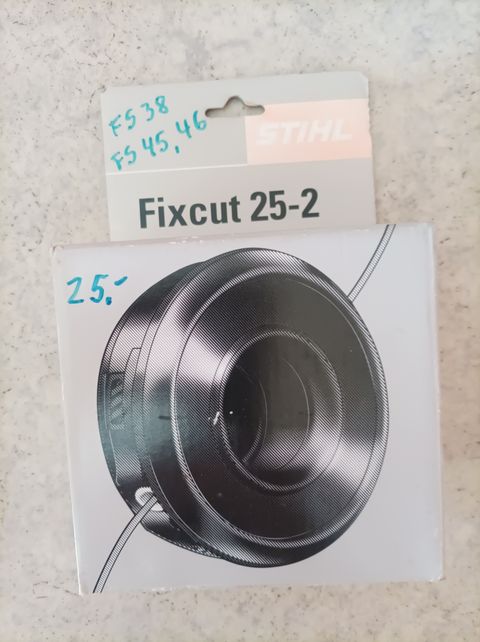 FS 38
FS 45, 46
STIHL
Fixcut 25-2
25,-